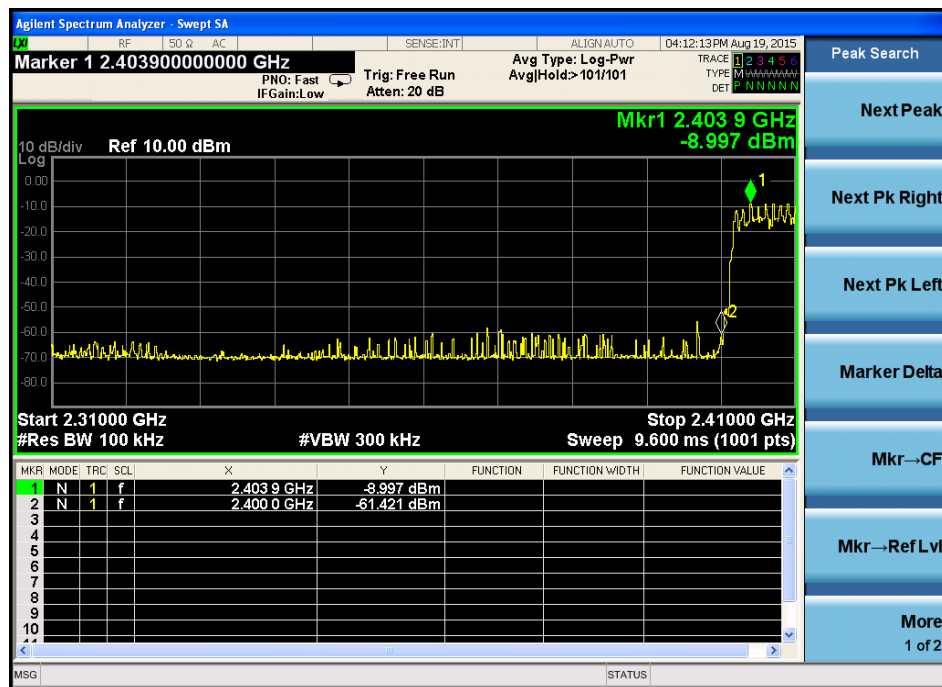 Agilent Spectrum Analyzer - Swept SA
LXI RF 50 Ω AC SENSE:INT ALIGN AUTO 04:12:13 PM Aug 19, 2015
Marker 1 2.403900000000 GHz
PNO: Fast
IFGain:Low
Trig: Free Run
Atten: 20 dB
Avg Type: Log-Pwr
Avg|Hold:>101/101
TRACE 1 2 3 4 5 6
TYPE M WWWWW
DET P N N N N N
Mkr1 2.403 9 GHz
-8.997 dBm
10 dB/div Ref 10.00 dBm
Log
0.00
-10.0
-20.0
-30.0
-40.0
-50.0
-60.0
-70.0
-80.0
1
2
Start 2.31000 GHz Stop 2.41000 GHz
#Res BW 100 kHz #VBW 300 kHz Sweep 9.600 ms (1001 pts)
MKR MODE TRC SCL X Y FUNCTION FUNCTION WIDTH FUNCTION VALUE
1 N 1 f 2.403 9 GHz -8.997 dBm
2 N 1 f 2.400 0 GHz -61.421 dBm
3
4
5
6
7
8
9
10
11
MSG STATUS
Peak Search
Next Peak
Next Pk Right
Next Pk Left
Marker Delta
Mkr→CF
Mkr→Ref Lvl
More
1 of 2